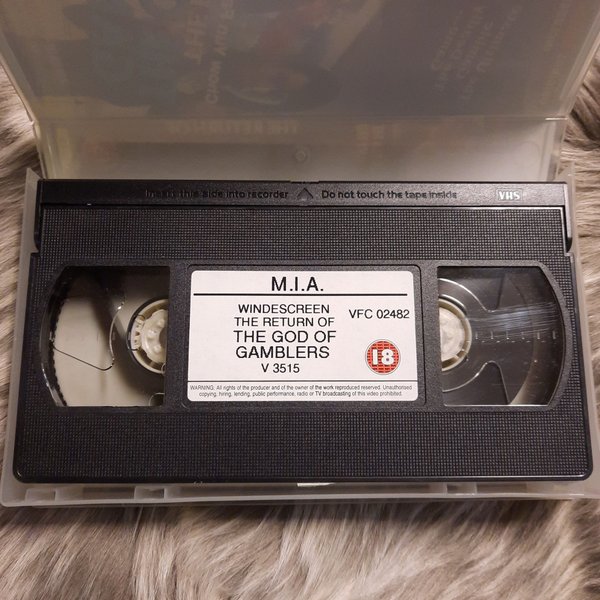 Insert this side into recorder Do not touch the tape inside VHS
M.I.A.
WINDESCREEN
THE RETURN OF
THE GOD OF
GAMBLERS
V 3515
VFC 02482
18
WARNING. All rights of the producer and of the owner of the work reproduced reserved. Unauthorised
copying, hiring, lending, public performance, radio or TV broadcasting of this video prohibited.